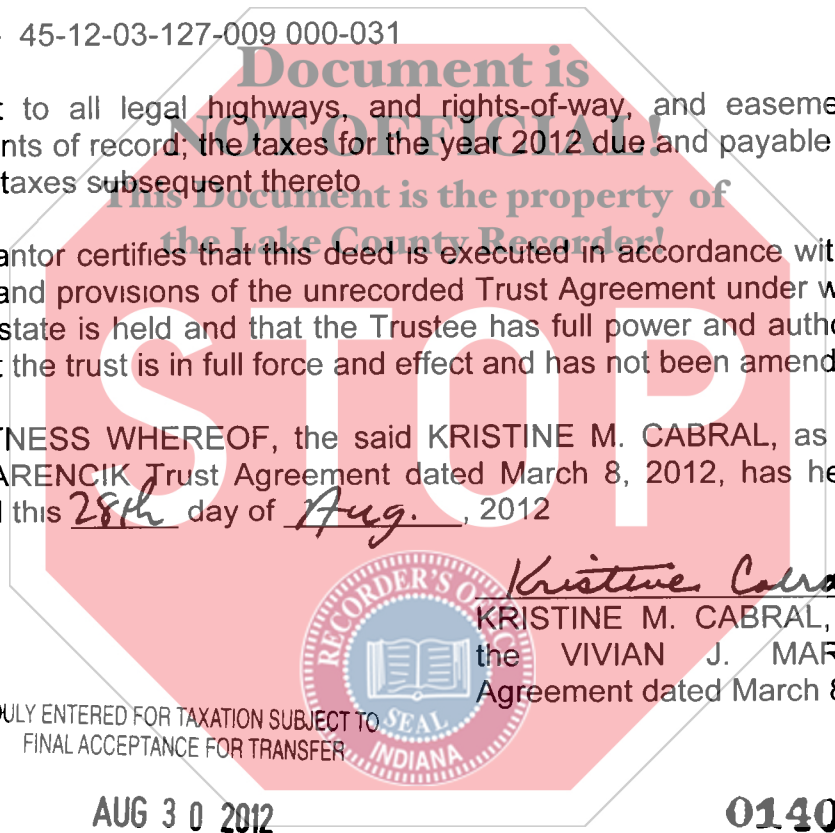 45-12-03-127-009 000-031
Document is
to all legal highways, and rights-of-way, and easeme
NOT OFFICIAL!
nts of record; the taxes for the year 2012 due and payable
taxes subsequent thereto
This Document is the property of
the Lake County Recorder!
antor certifies that this deed is executed in accordance wit
and provisions of the unrecorded Trust Agreement under w
state is held and that the Trustee has full power and autho
t the trust is in full force and effect and has not been amend
STOP
TNESS WHEREOF, the said KRISTINE M. CABRAL, as
ARENCIK Trust Agreement dated March 8, 2012, has he
this 28th day of Aug., 2012
Kristine Cabra
KRISTINE M. CABRAL,
the VIVIAN J. MAR
Agreement dated March 8
RECORDER'S OFFICE
SEAL
INDIANA
DULY ENTERED FOR TAXATION SUBJECT TO
FINAL ACCEPTANCE FOR TRANSFER
AUG 30 2012
0140